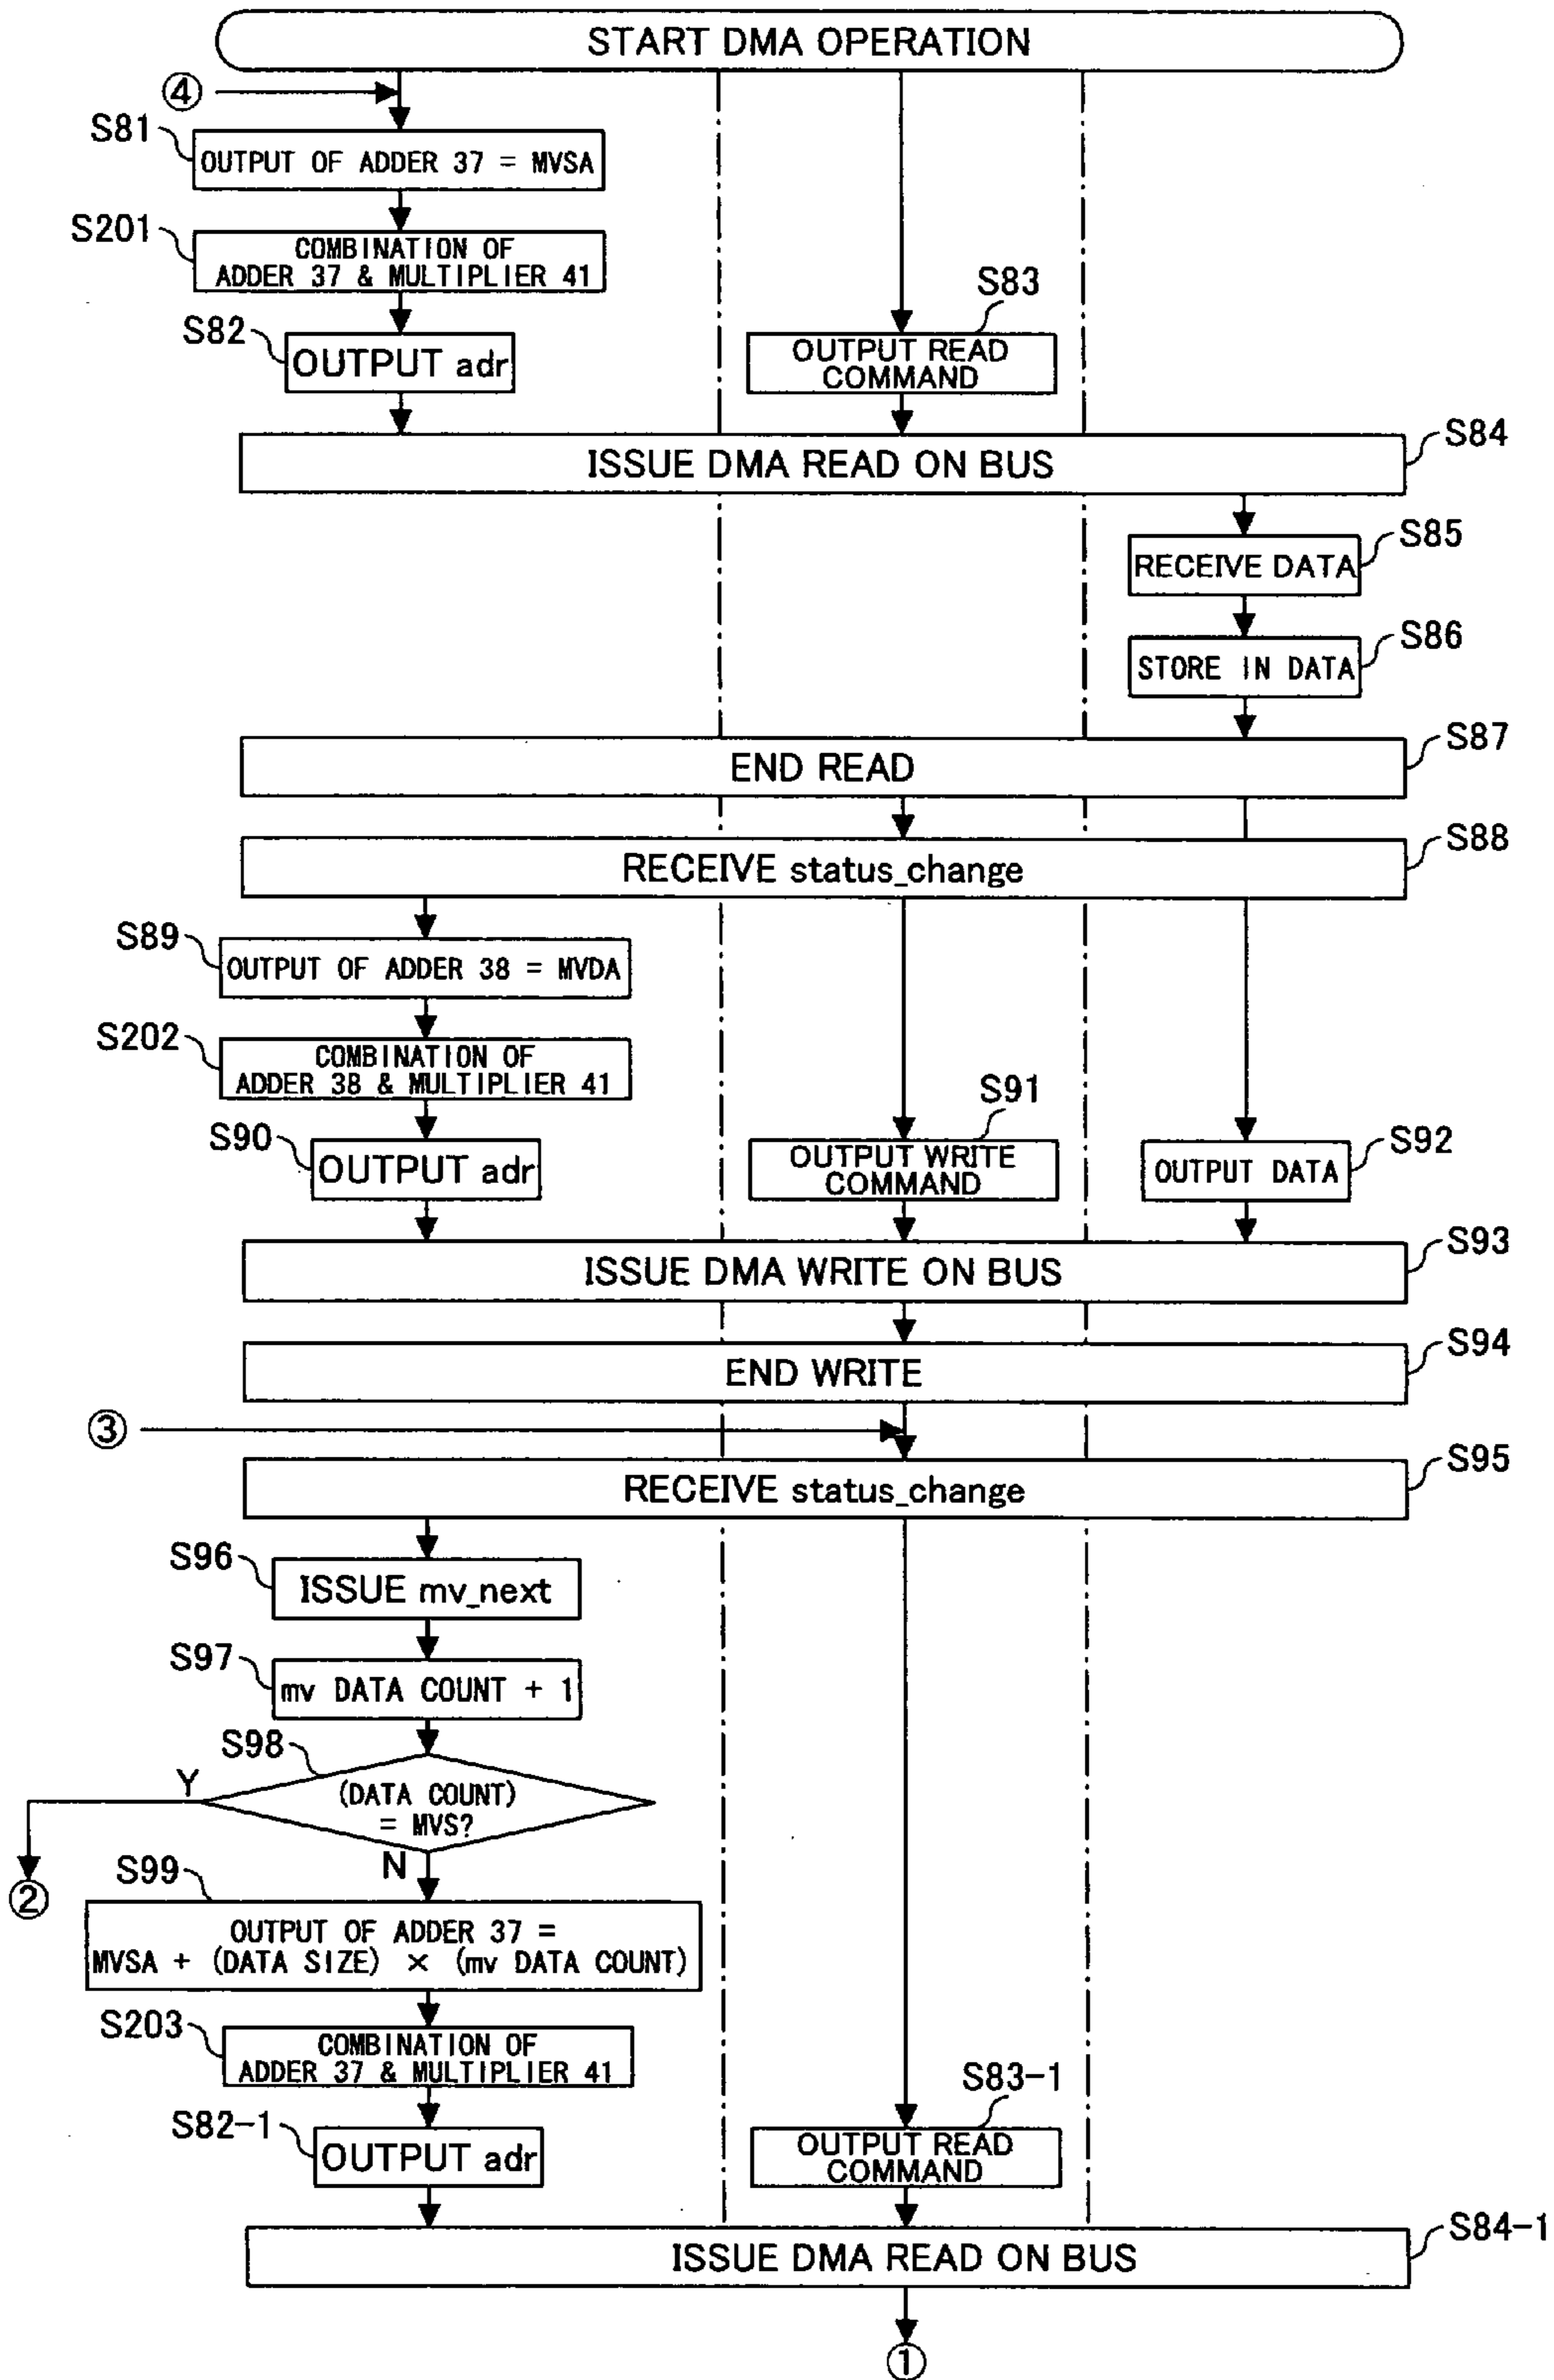 START DMA OPERATION
④
S81
OUTPUT OF ADDER 37 = MVSA
S201
COMBINATION OF
ADDER 37 & MULTIPLIER 41
S82
OUTPUT adr
S83
OUTPUT READ
COMMAND
S84
ISSUE DMA READ ON BUS
S85
RECEIVE DATA
S86
STORE IN DATA
S87
END READ
S88
RECEIVE status_change
S89
OUTPUT OF ADDER 38 = MVDA
S202
COMBINATION OF
ADDER 38 & MULTIPLIER 41
S90
OUTPUT adr
S91
OUTPUT WRITE
COMMAND
S92
OUTPUT DATA
S93
ISSUE DMA WRITE ON BUS
S94
END WRITE
③
S95
RECEIVE status_change
S96
ISSUE mv_next
S97
mv DATA COUNT + 1
S98
(DATA COUNT)
= MVS?
Y
N
②
S99
OUTPUT OF ADDER 37 =
MVSA + (DATA SIZE) × (mv DATA COUNT)
S203
COMBINATION OF
ADDER 37 & MULTIPLIER 41
S82-1
OUTPUT adr
S83-1
OUTPUT READ
COMMAND
S84-1
ISSUE DMA READ ON BUS
①